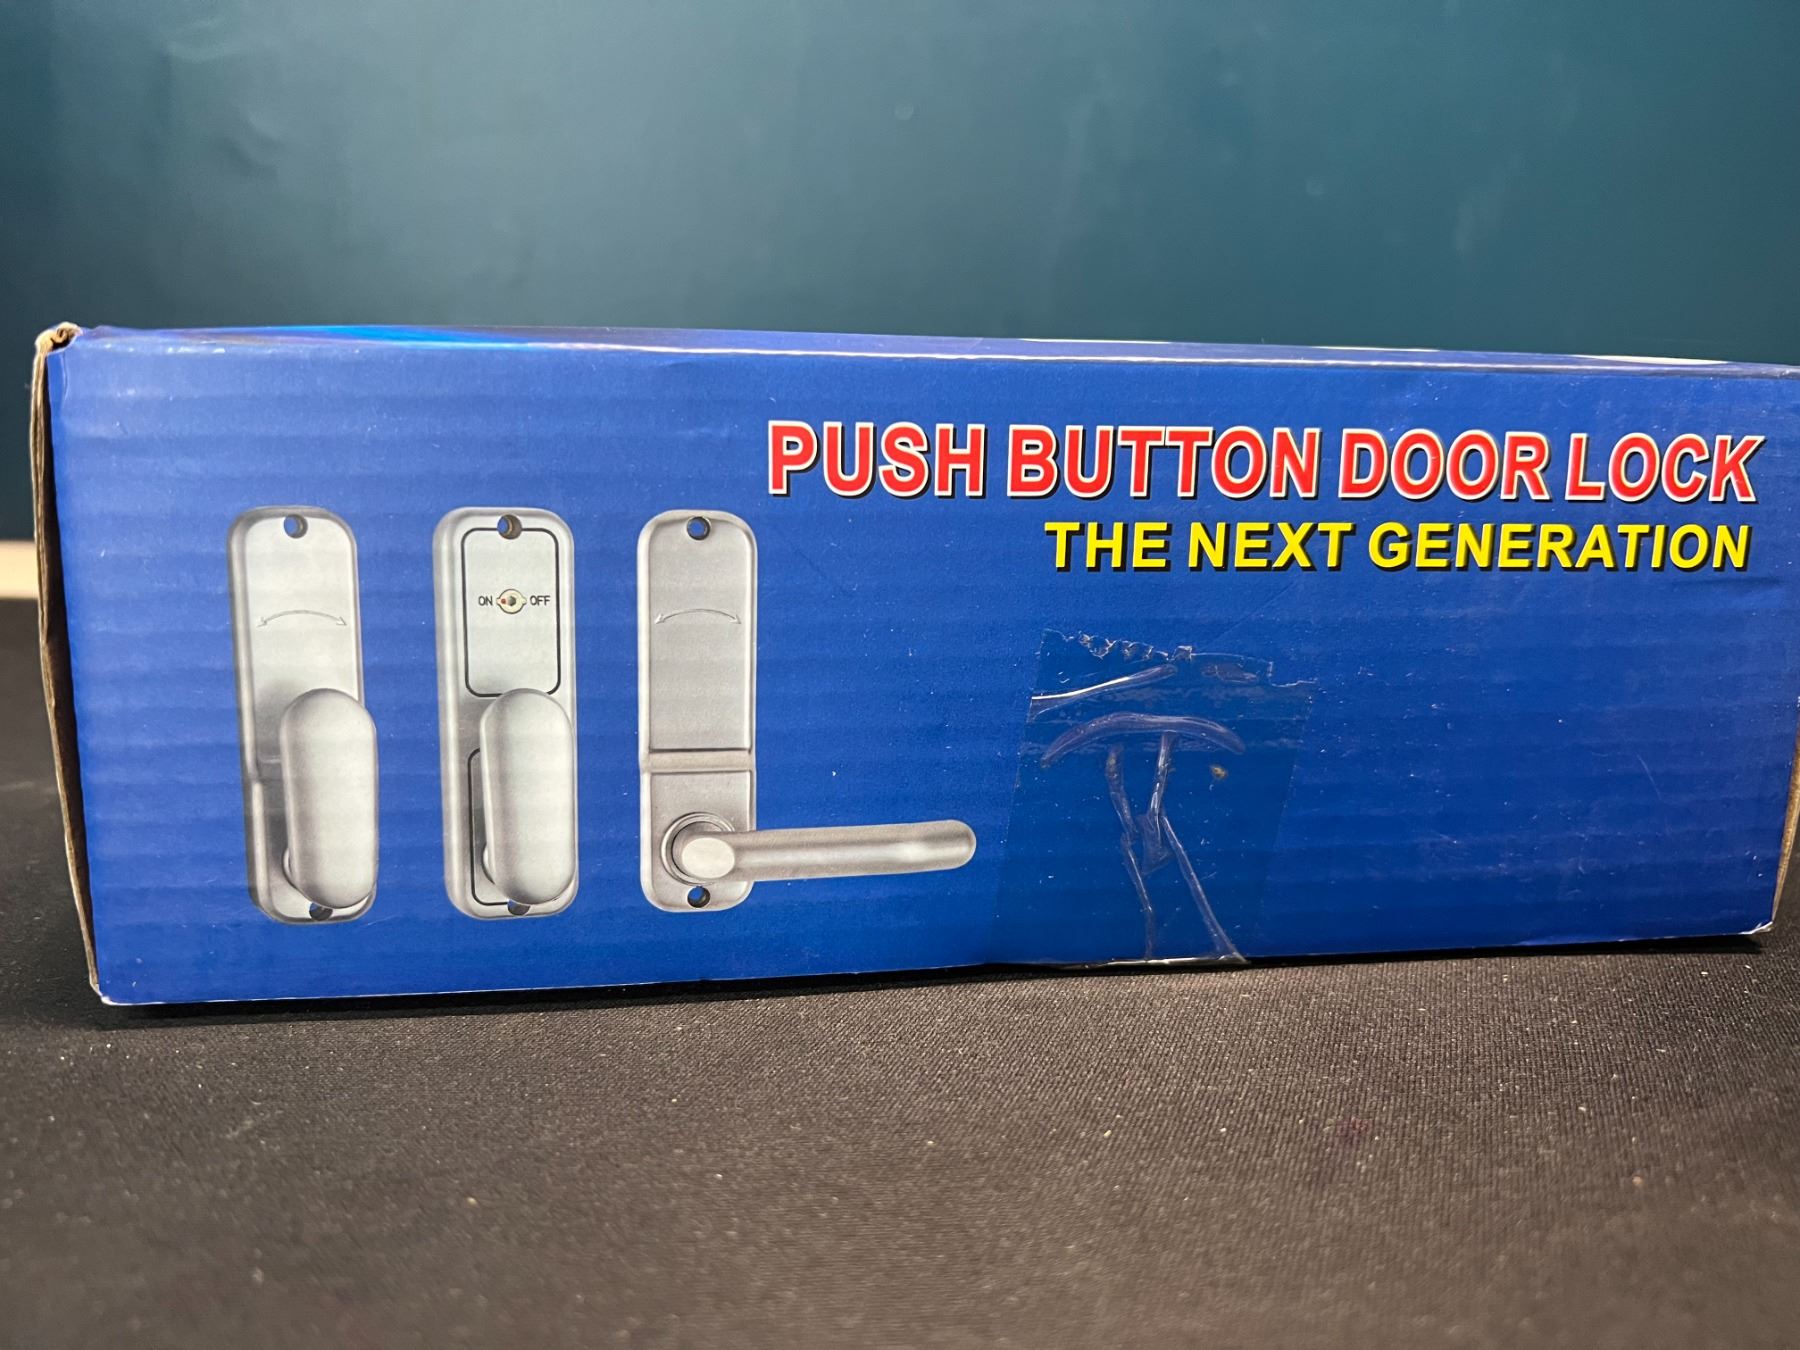 PUSH BUTTON DOOR LOCK
THE NEXT GENERATION
ON OFF